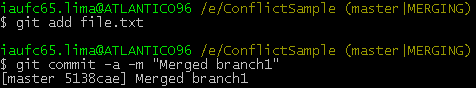 iaufc65.lima@ATLANTICO96 /e/ConflictSample (master|MERGING)
$ git add file.txt
iaufc65.lima@ATLANTICO96 /e/ConflictSample (master|MERGING)
$ git commit -a -m "Merged branch1"
[master 5138cae] Merged branch1